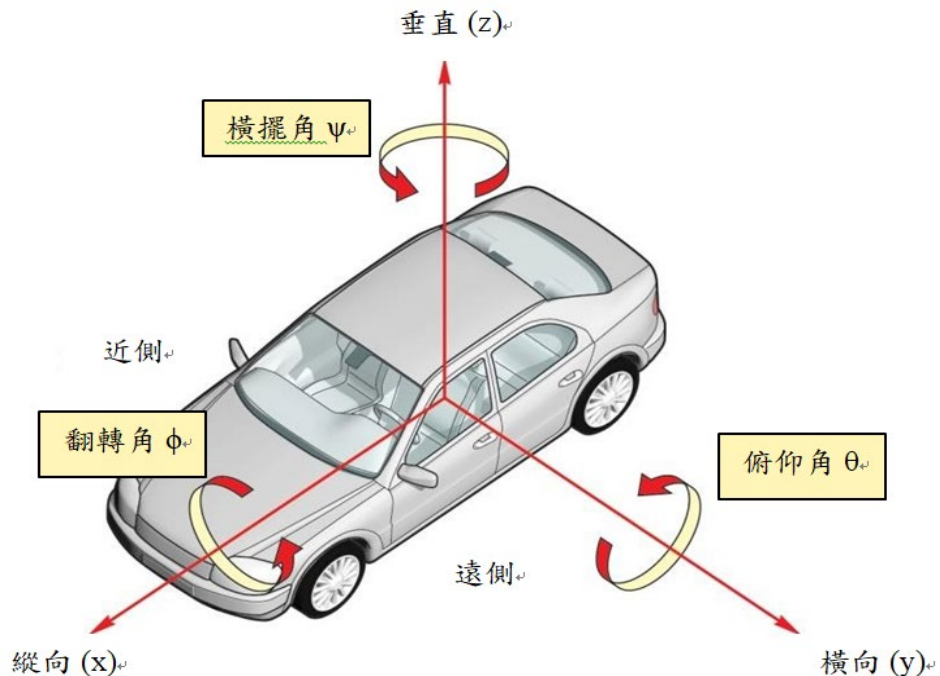 垂直 (z)
橫擺角 ψ
近側
翻轉角 ϕ
俯仰角 θ
遠側
縱向 (x)
橫向 (y)